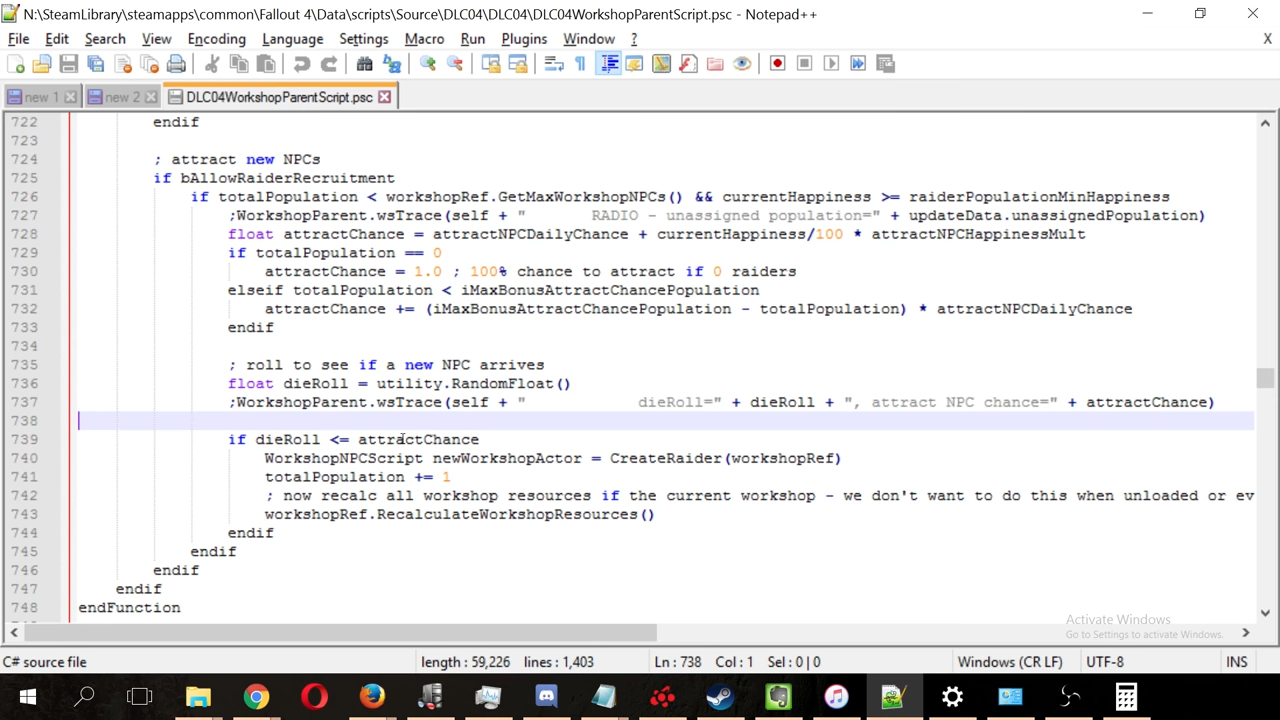 N:\SteamLibrary\steamapps\common\Fallout 4\Data\scripts\Source\DLC04\DLC04\DLC04WorkshopParentScript.psc - Notepad++
File Edit Search View Encoding Language Settings Macro Run Plugins Window ? X
new 1 new 2 DLC04WorkshopParentScript.psc
722 endif
723
724 ; attract new NPCs
725 if bAllowRaiderRecruitment
726 if totalPopulation < workshopRef.GetMaxWorkshopNPCs() && currentHappiness >= raiderPopulationMinHappiness
727 ;WorkshopParent.wsTrace(self + " RADIO - unassigned population=" + updateData.unassignedPopulation)
728 float attractChance = attractNPCDailyChance + currentHappiness/100 * attractNPCHappinessMult
729 if totalPopulation == 0
730 attractChance = 1.0 ; 100% chance to attract if 0 raiders
731 elseif totalPopulation < iMaxBonusAttractChancePopulation
732 attractChance += (iMaxBonusAttractChancePopulation - totalPopulation) * attractNPCDailyChance
733 endif
734
735 ; roll to see if a new NPC arrives
736 float dieRoll = utility.RandomFloat()
737 ;WorkshopParent.wsTrace(self + " dieRoll=" + dieRoll + ", attract NPC chance=" + attractChance)
738
739 if dieRoll <= attractChance
740 WorkshopNPCScript newWorkshopActor = CreateRaider(workshopRef)
741 totalPopulation += 1
742 ; now recalc all workshop resources if the current workshop - we don't want to do this when unloaded or ev
743 workshopRef.RecalculateWorkshopResources()
744 endif
745 endif
746 endif
747 endif
748 endFunction
Activate Windows
Go to Settings to activate Windows.
C# source file length : 59,226 lines : 1,403 Ln : 738 Col : 1 Sel : 0 | 0 Windows (CR LF) UTF-8 INS